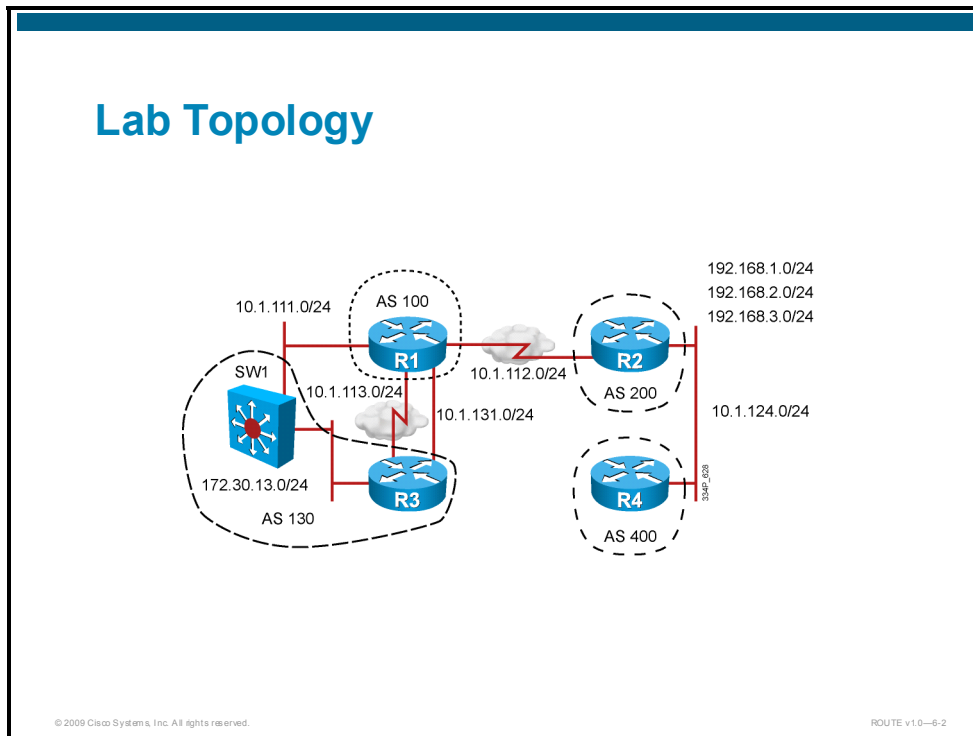 Lab Topology
192.168.1.0/24
192.168.2.0/24
192.168.3.0/24
10.1.111.0/24
AS 100
R1
R2
SW1
10.1.113.0/24
10.1.112.0/24
AS 200
10.1.131.0/24
10.1.124.0/24
172.30.13.0/24
R3
R4
334P_628
AS 130
AS 400
© 2009 Cisco Systems, Inc. All rights reserved.
ROUTE v1.0—6-2